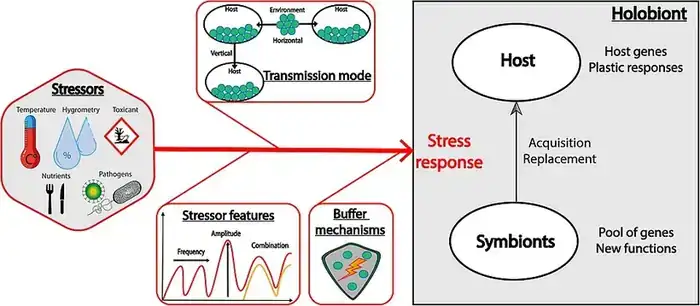 Stressors
Temperature
Hygrometry
Toxicant
%
Nutrients
Pathogens
Host
Environment
Host
Horizontal
Vertical
Host
Transmission mode
Stressor features
Amplitude
Frequency
Combination
Buffer
mechanisms
Stress
response
Holobiont
Host
Host genes
Plastic responses
Acquisition
Replacement
Symbionts
Pool of genes
New functions